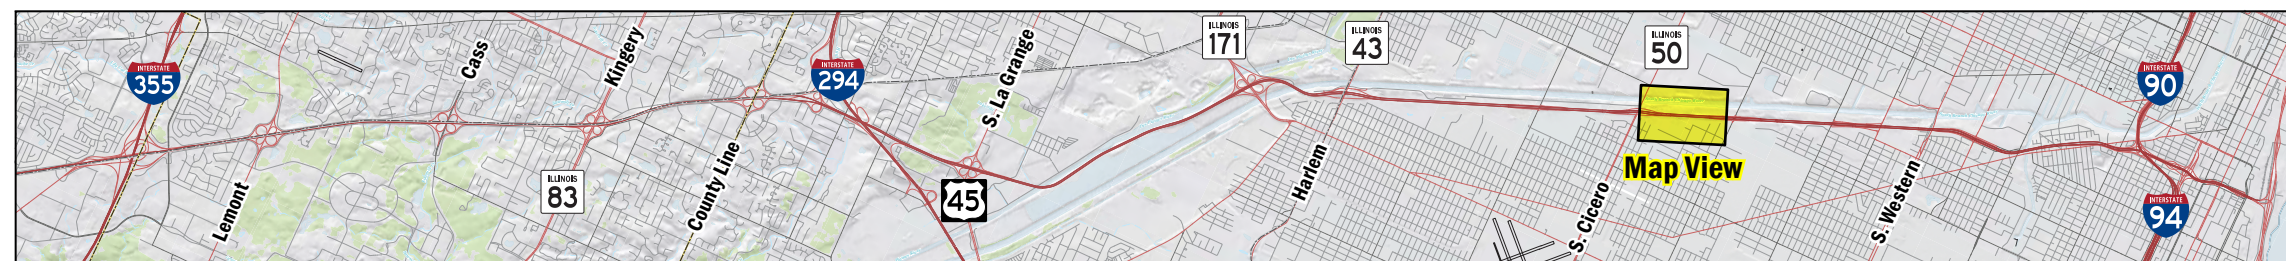 INTERSTATE
355
Lemont
Cass
ILLINOIS
83
Kingery
County Line
INTERSTATE
294
45
S. La Grange
ILLINOIS
171
Harlem
ILLINOIS
43
S. Cicero
ILLINOIS
50
Map View
S. Western
INTERSTATE
90
INTERSTATE
94